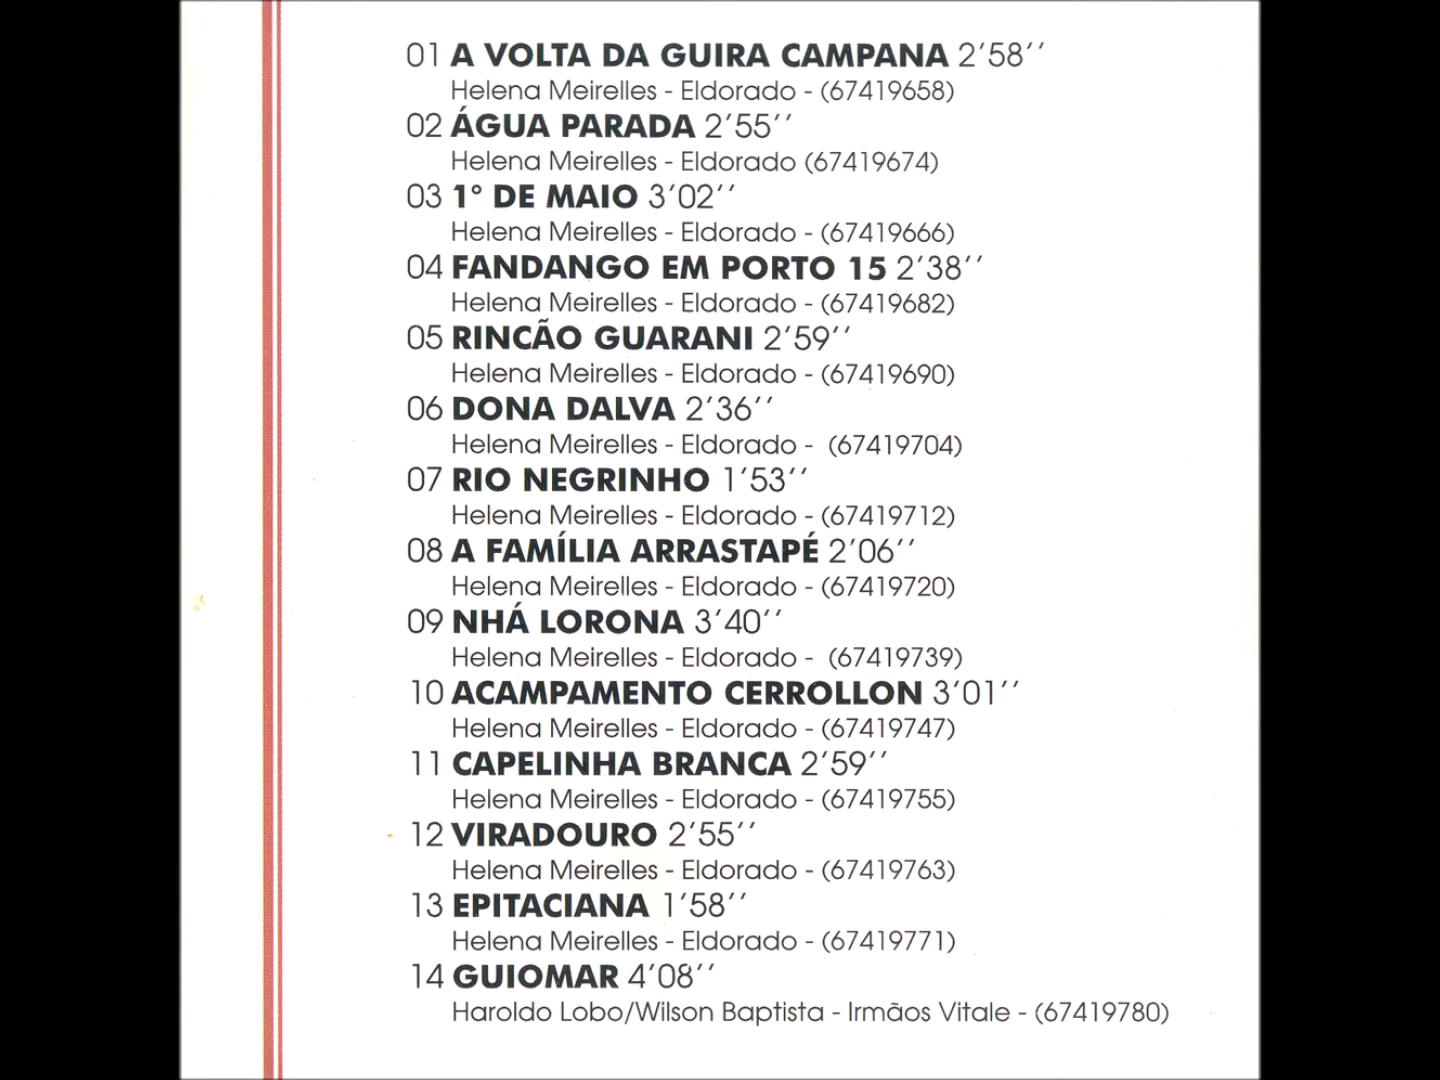 01 A VOLTA DA GUIRA CAMPANA 2'58''
Helena Meirelles - Eldorado - (67419658)
02 ÁGUA PARADA 2'55''
Helena Meirelles - Eldorado (67419674)
03 1° DE MAIO 3'02''
Helena Meirelles - Eldorado - (67419666)
04 FANDANGO EM PORTO 15 2'38''
Helena Meirelles - Eldorado - (67419682)
05 RINCÃO GUARANI 2'59''
Helena Meirelles - Eldorado - (67419690)
06 DONA DALVA 2'36''
Helena Meirelles - Eldorado - (67419704)
07 RIO NEGRINHO 1'53''
Helena Meirelles - Eldorado - (67419712)
08 A FAMÍLIA ARRASTAPÉ 2'06''
Helena Meirelles - Eldorado - (67419720)
09 NHÁ LORONA 3'40''
Helena Meirelles - Eldorado - (67419739)
10 ACAMPAMENTO CERROLLON 3'01''
Helena Meirelles - Eldorado - (67419747)
11 CAPELINHA BRANCA 2'59''
Helena Meirelles - Eldorado - (67419755)
12 VIRADOURO 2'55''
Helena Meirelles - Eldorado - (67419763)
13 EPITACIANA 1'58''
Helena Meirelles - Eldorado - (67419771)
14 GUIOMAR 4'08''
Haroldo Lobo/Wilson Baptista - Irmãos Vitale - (67419780)